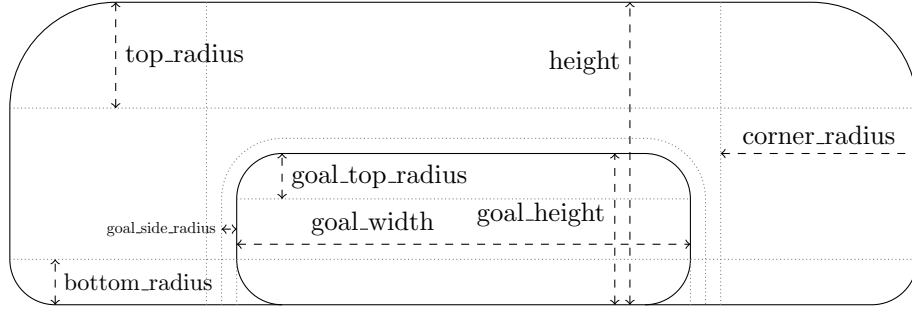 top_radius
height
corner_radius
goal_top_radius
goal_height
goal_width
goal_side_radius
bottom_radius